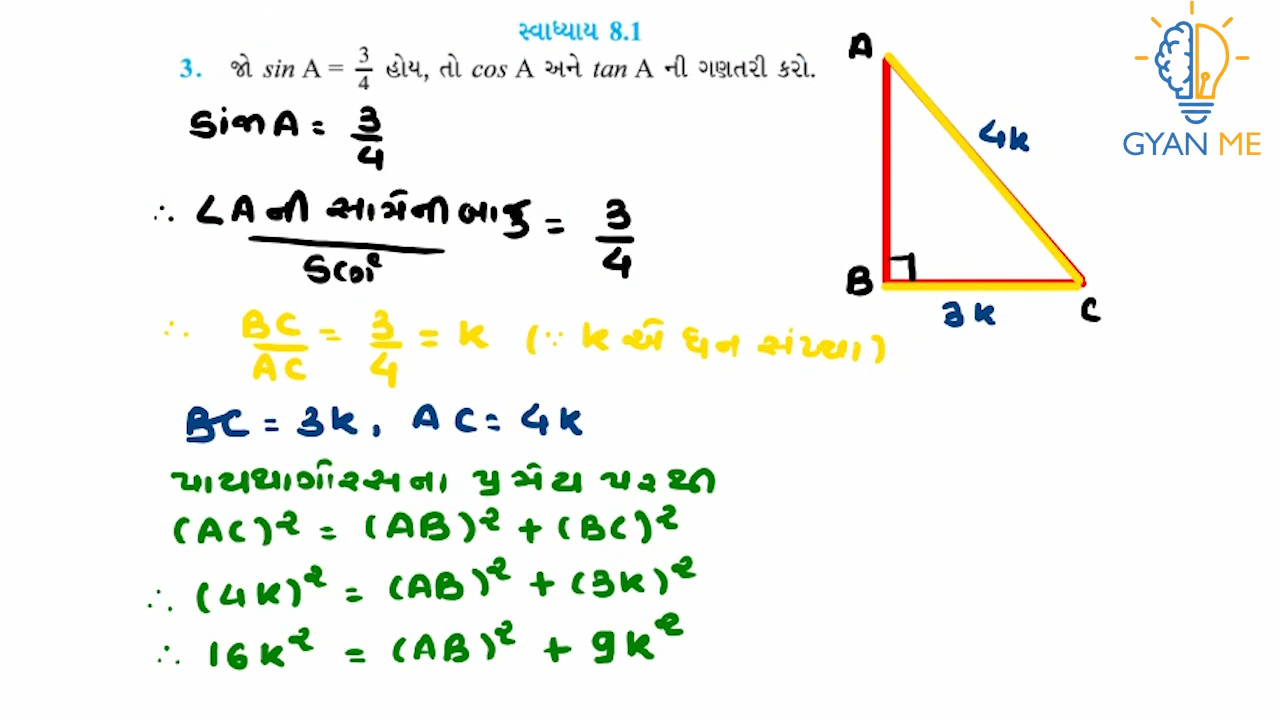 સ્વાધ્યાય 8.1
3. જો sin A = 3/4 હોય, તો cos A અને tan A ની ગણતરી કરો.
sin A = 3/4
∴ ∠A ની સામેની બાજુ / કર્ણ = 3/4
∴ BC/AC = 3/4 = k (∵ k એ ધન સંખ્યા)
BC = 3k, AC = 4k
પાયથાગોરસના પ્રમેય પરથી
(AC)² = (AB)² + (BC)²
∴ (4k)² = (AB)² + (3k)²
∴ 16k² = (AB)² + 9k²
A
4k
B
3k
C
GYAN ME